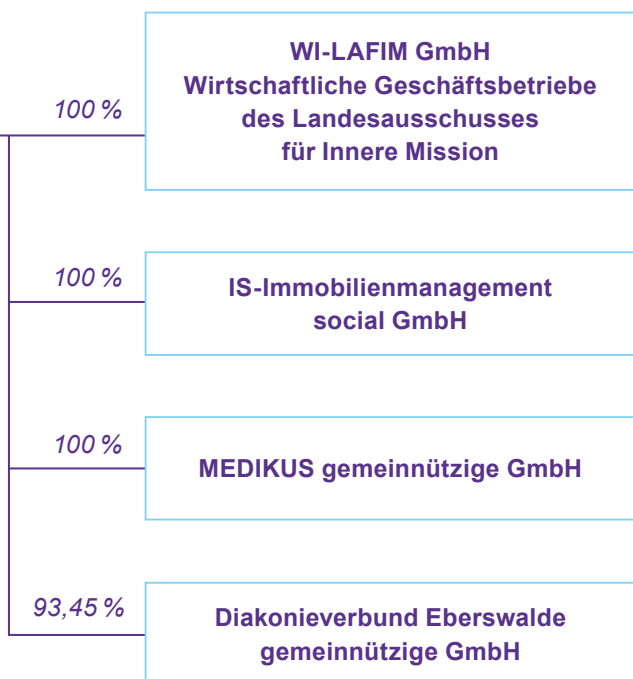 100 %
WI-LAFIM GmbH
Wirtschaftliche Geschäftsbetriebe
des Landesausschusses
für Innere Mission
100 %
IS-Immobilienmanagement
social GmbH
100 %
MEDIKUS gemeinnützige GmbH
93,45 %
Diakonieverbund Eberswalde
gemeinnützige GmbH